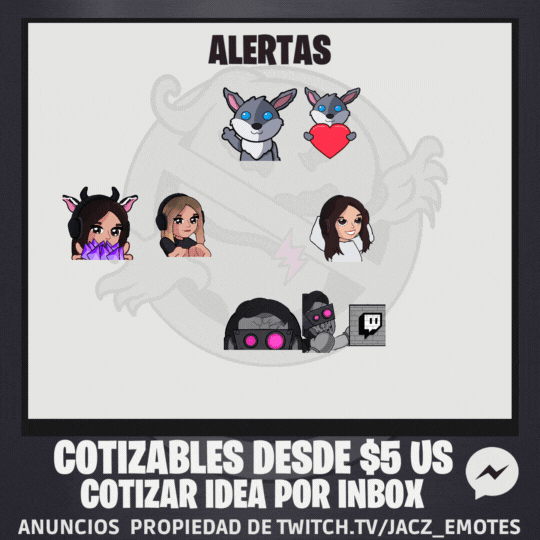 ALERTAS
COTIZABLES DESDE $5 US
COTIZAR IDEA POR INBOX
ANUNCIOS PROPIEDAD DE TWITCH.TV/JACZ_EMOTES